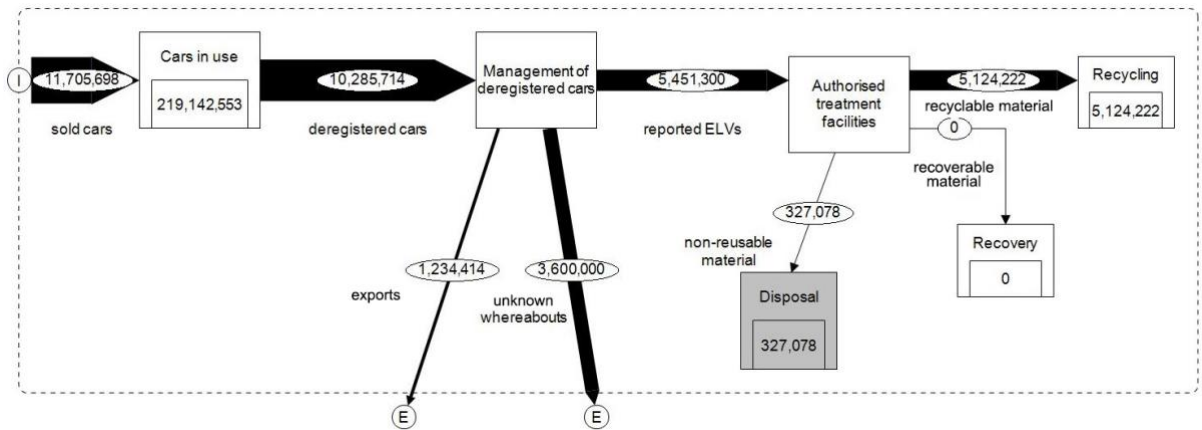 I
11,705,698
sold cars
Cars in use
219,142,553
10,285,714
deregistered cars
Management of
deregistered cars
5,451,300
reported ELVs
Authorised
treatment
facilities
5,124,222
recyclable material
Recycling
5,124,222
0
recoverable
material
327,078
non-reusable
material
Recovery
0
Disposal
327,078
1,234,414
exports
3,600,000
unknown
whereabouts
E
E